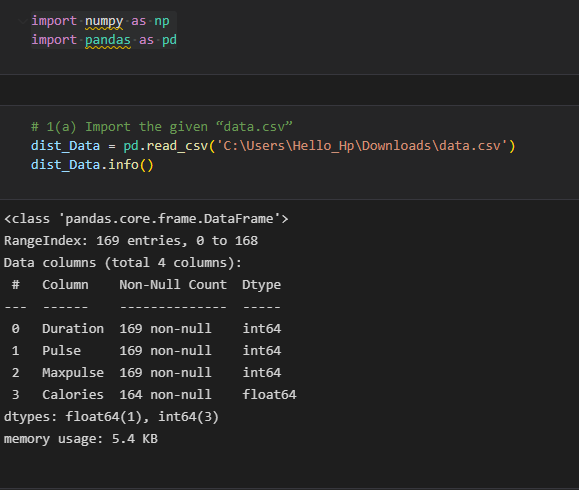 import numpy as np
import pandas as pd
# 1(a) Import the given “data.csv”
dist_Data = pd.read_csv('C:\Users\Hello_Hp\Downloads\data.csv')
dist_Data.info()
<class 'pandas.core.frame.DataFrame'>
RangeIndex: 169 entries, 0 to 168
Data columns (total 4 columns):
 #   Column    Non-Null Count  Dtype
---  ------    --------------  -----
 0   Duration  169 non-null    int64
 1   Pulse     169 non-null    int64
 2   Maxpulse  169 non-null    int64
 3   Calories  164 non-null    float64
dtypes: float64(1), int64(3)
memory usage: 5.4 KB